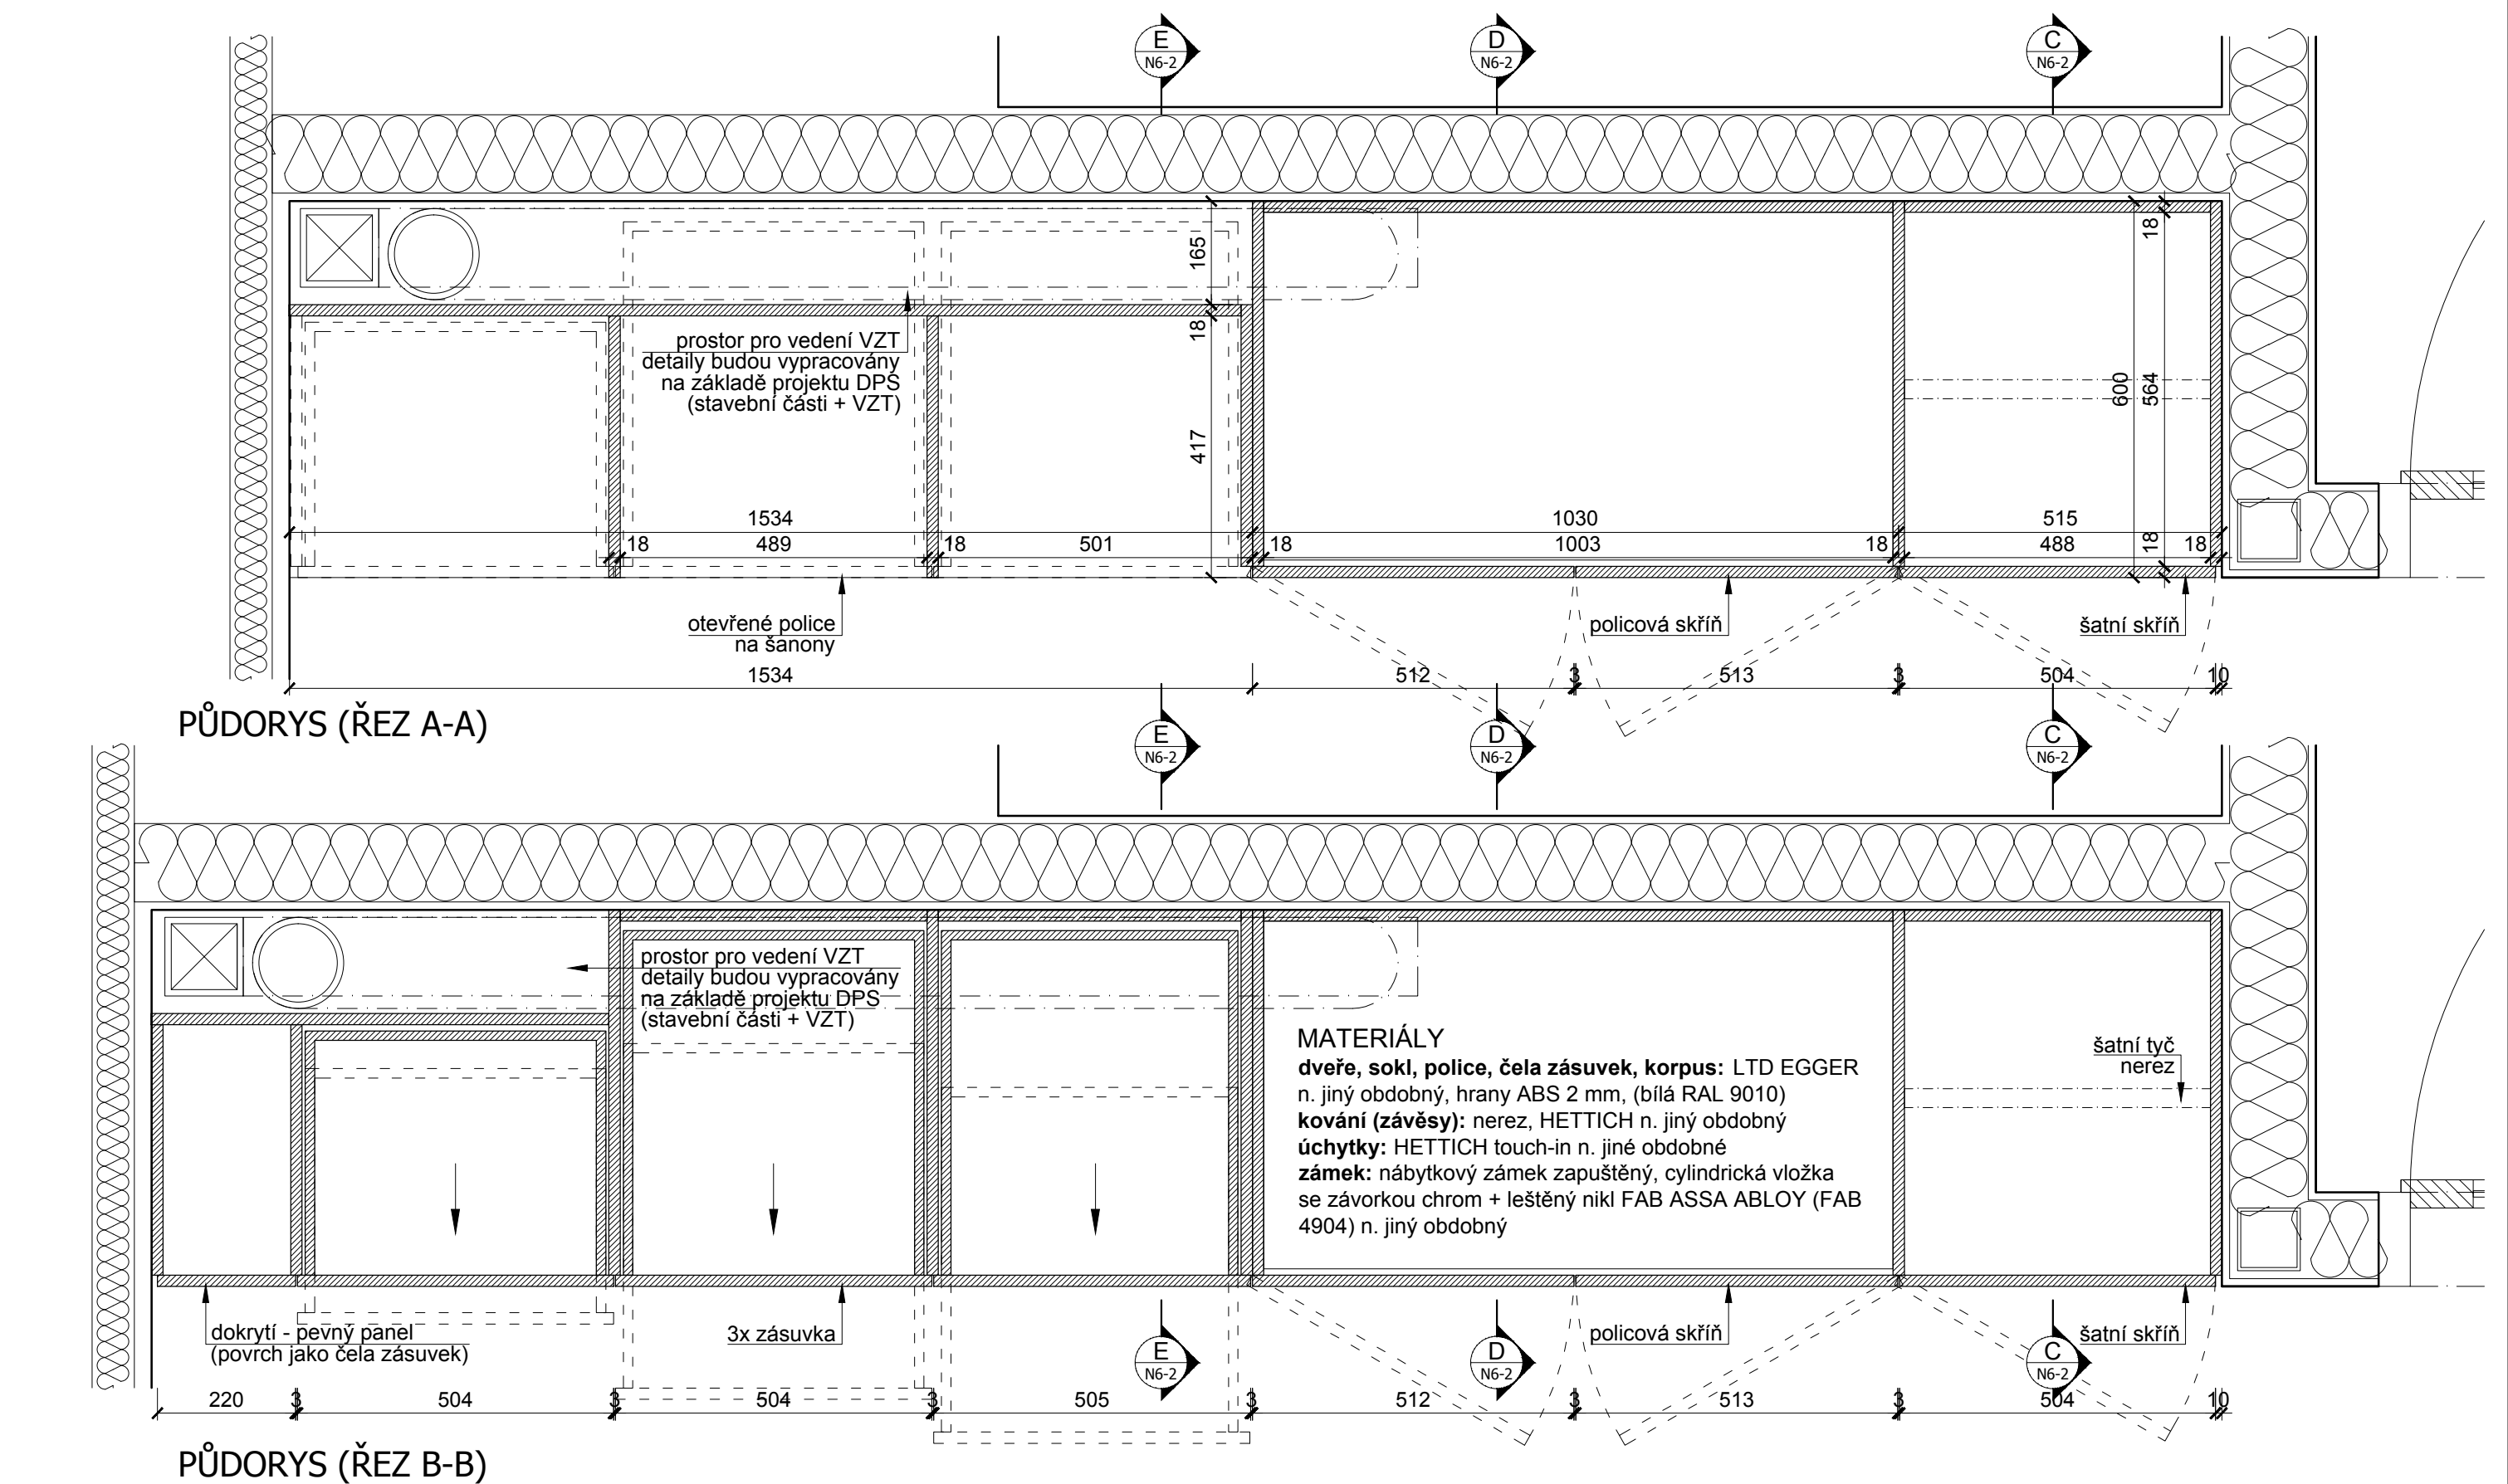 E
N6-2
D
N6-2
C
N6-2
165
18
18
prostor pro vedení VZT
detaily budou vypracovány
na základě projektu DPS
(stavební části + VZT)
417
600
564
1534
1030
515
18
489
18
501
18
1003
18
488
18
18
otevřené police
na šanony
policová skříň
šatní skříň
1534
512
3
513
3
504
10
PŮDORYS (ŘEZ A-A)
E
N6-2
D
N6-2
C
N6-2
prostor pro vedení VZT
detaily budou vypracovány
na základě projektu DPS
(stavební části + VZT)
MATERIÁLY
dveře, sokl, police, čela zásuvek, korpus: LTD EGGER
n. jiný obdobný, hrany ABS 2 mm, (bílá RAL 9010)
kování (závěsy): nerez, HETTICH n. jiný obdobný
úchytky: HETTICH touch-in n. jiné obdobné
zámek: nábytkový zámek zapuštěný, cylindrická vložka
se závorkou chrom + leštěný nikl FAB ASSA ABLOY (FAB
4904) n. jiný obdobný
šatní tyč
nerez
dokrytí - pevný panel
(povrch jako čela zásuvek)
3x zásuvka
E
N6-2
D
N6-2
policová skříň
C
N6-2
šatní skříň
220
3
504
3
504
3
505
3
512
3
513
3
504
10
PŮDORYS (ŘEZ B-B)